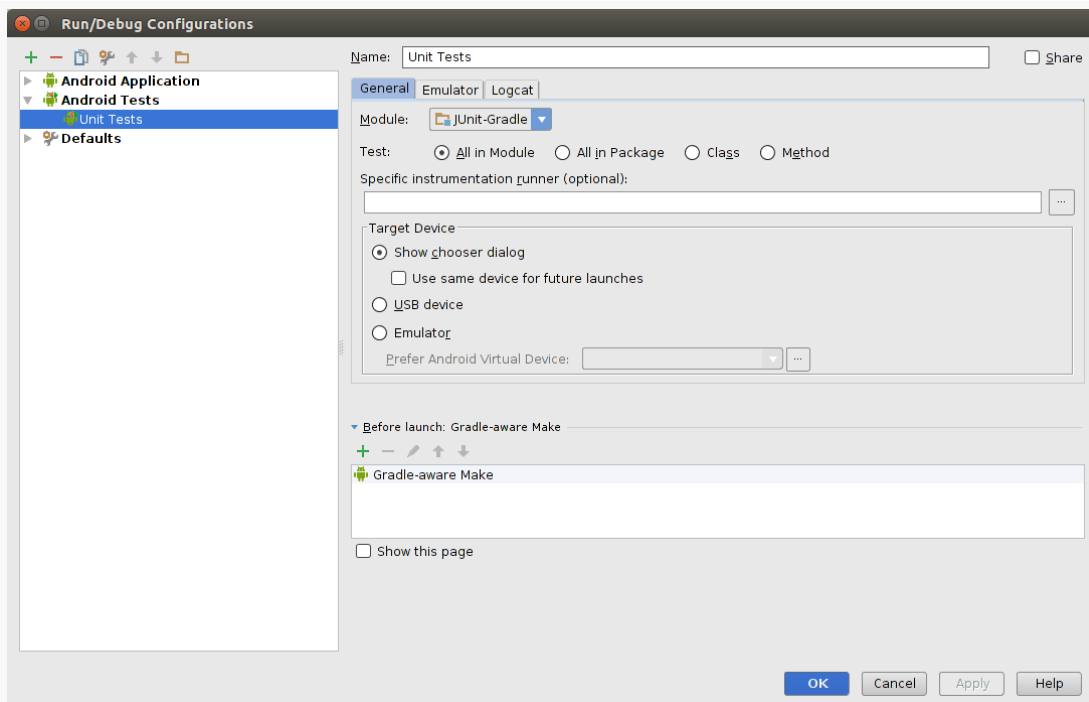 Run/Debug Configurations
Name: Unit Tests Share
Android Application
Android Tests
Unit Tests
Defaults
General Emulator Logcat
Module: JUnit-Gradle
Test: All in Module All in Package Class Method
Specific instrumentation runner (optional):
...
Target Device
Show chooser dialog
Use same device for future launches
USB device
Emulator
Prefer Android Virtual Device: ...
Before launch: Gradle-aware Make
Gradle-aware Make
Show this page
OK Cancel Apply Help